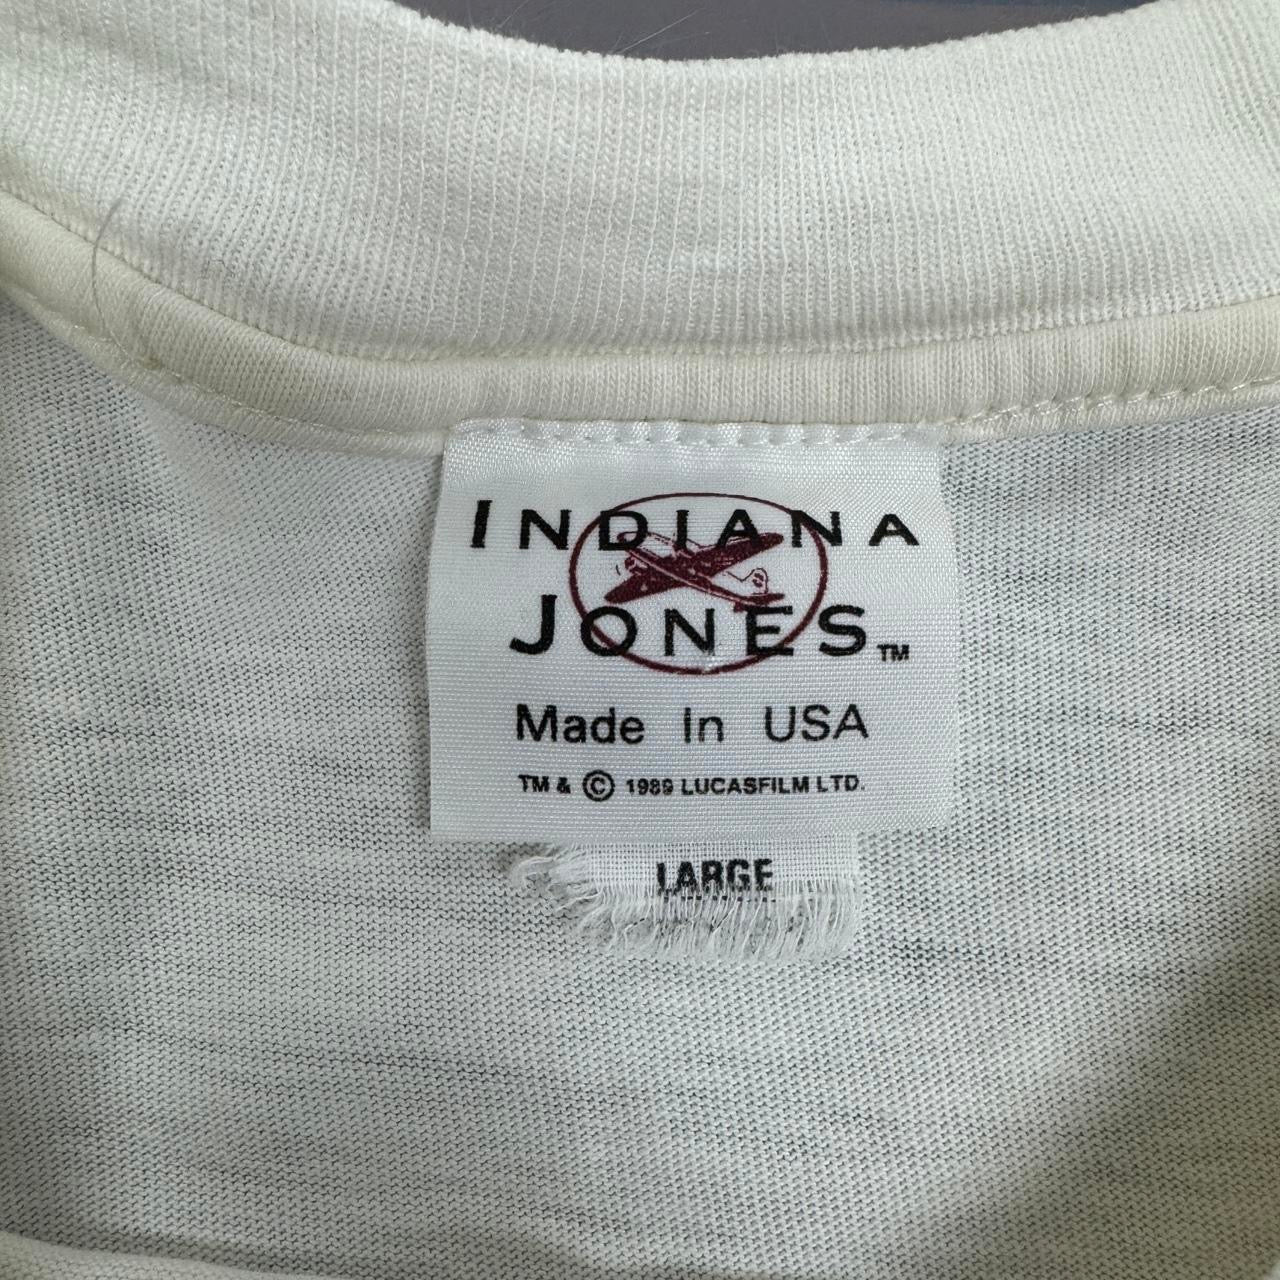 INDIANA
JONES™
Made In USA
TM & © 1989 LUCASFILM LTD.
LARGE